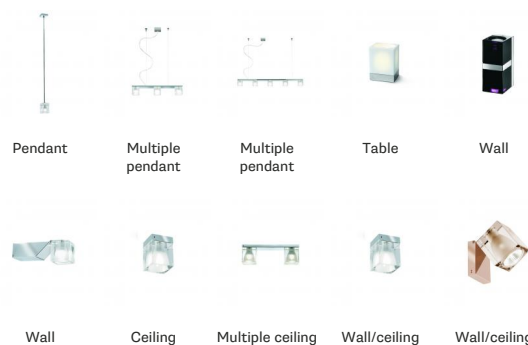 Pendant
Multiple
pendant
Multiple
pendant
Table
Wall
Wall
Ceiling
Multiple ceiling
Wall/ceiling
Wall/ceiling